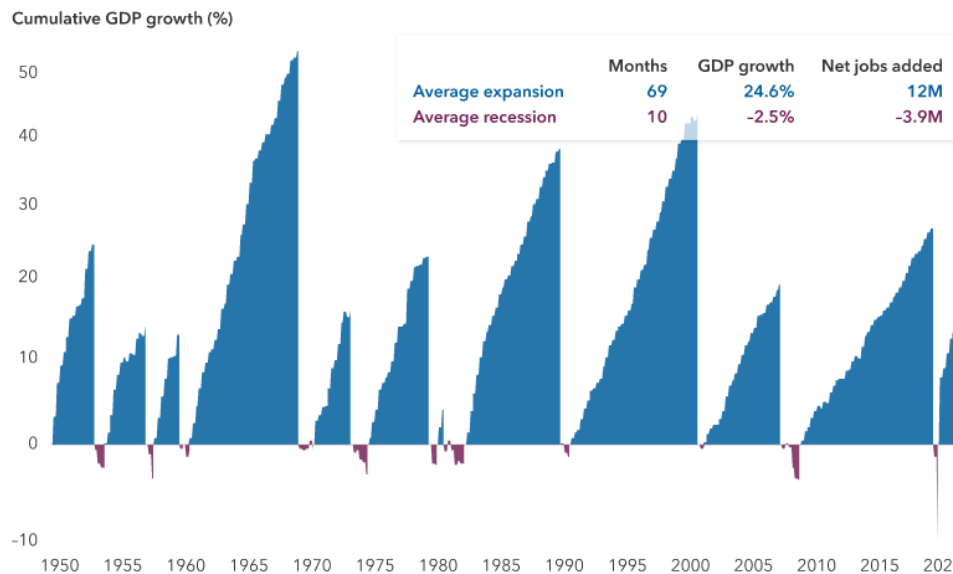 Cumulative GDP growth (%)
Months GDP growth Net jobs added
Average expansion 69 24.6% 12M
Average recession 10 –2.5% –3.9M
50
40
30
20
10
0
–10
1950 1955 1960 1965 1970 1975 1980 1985 1990 1995 2000 2005 2010 2015 2020